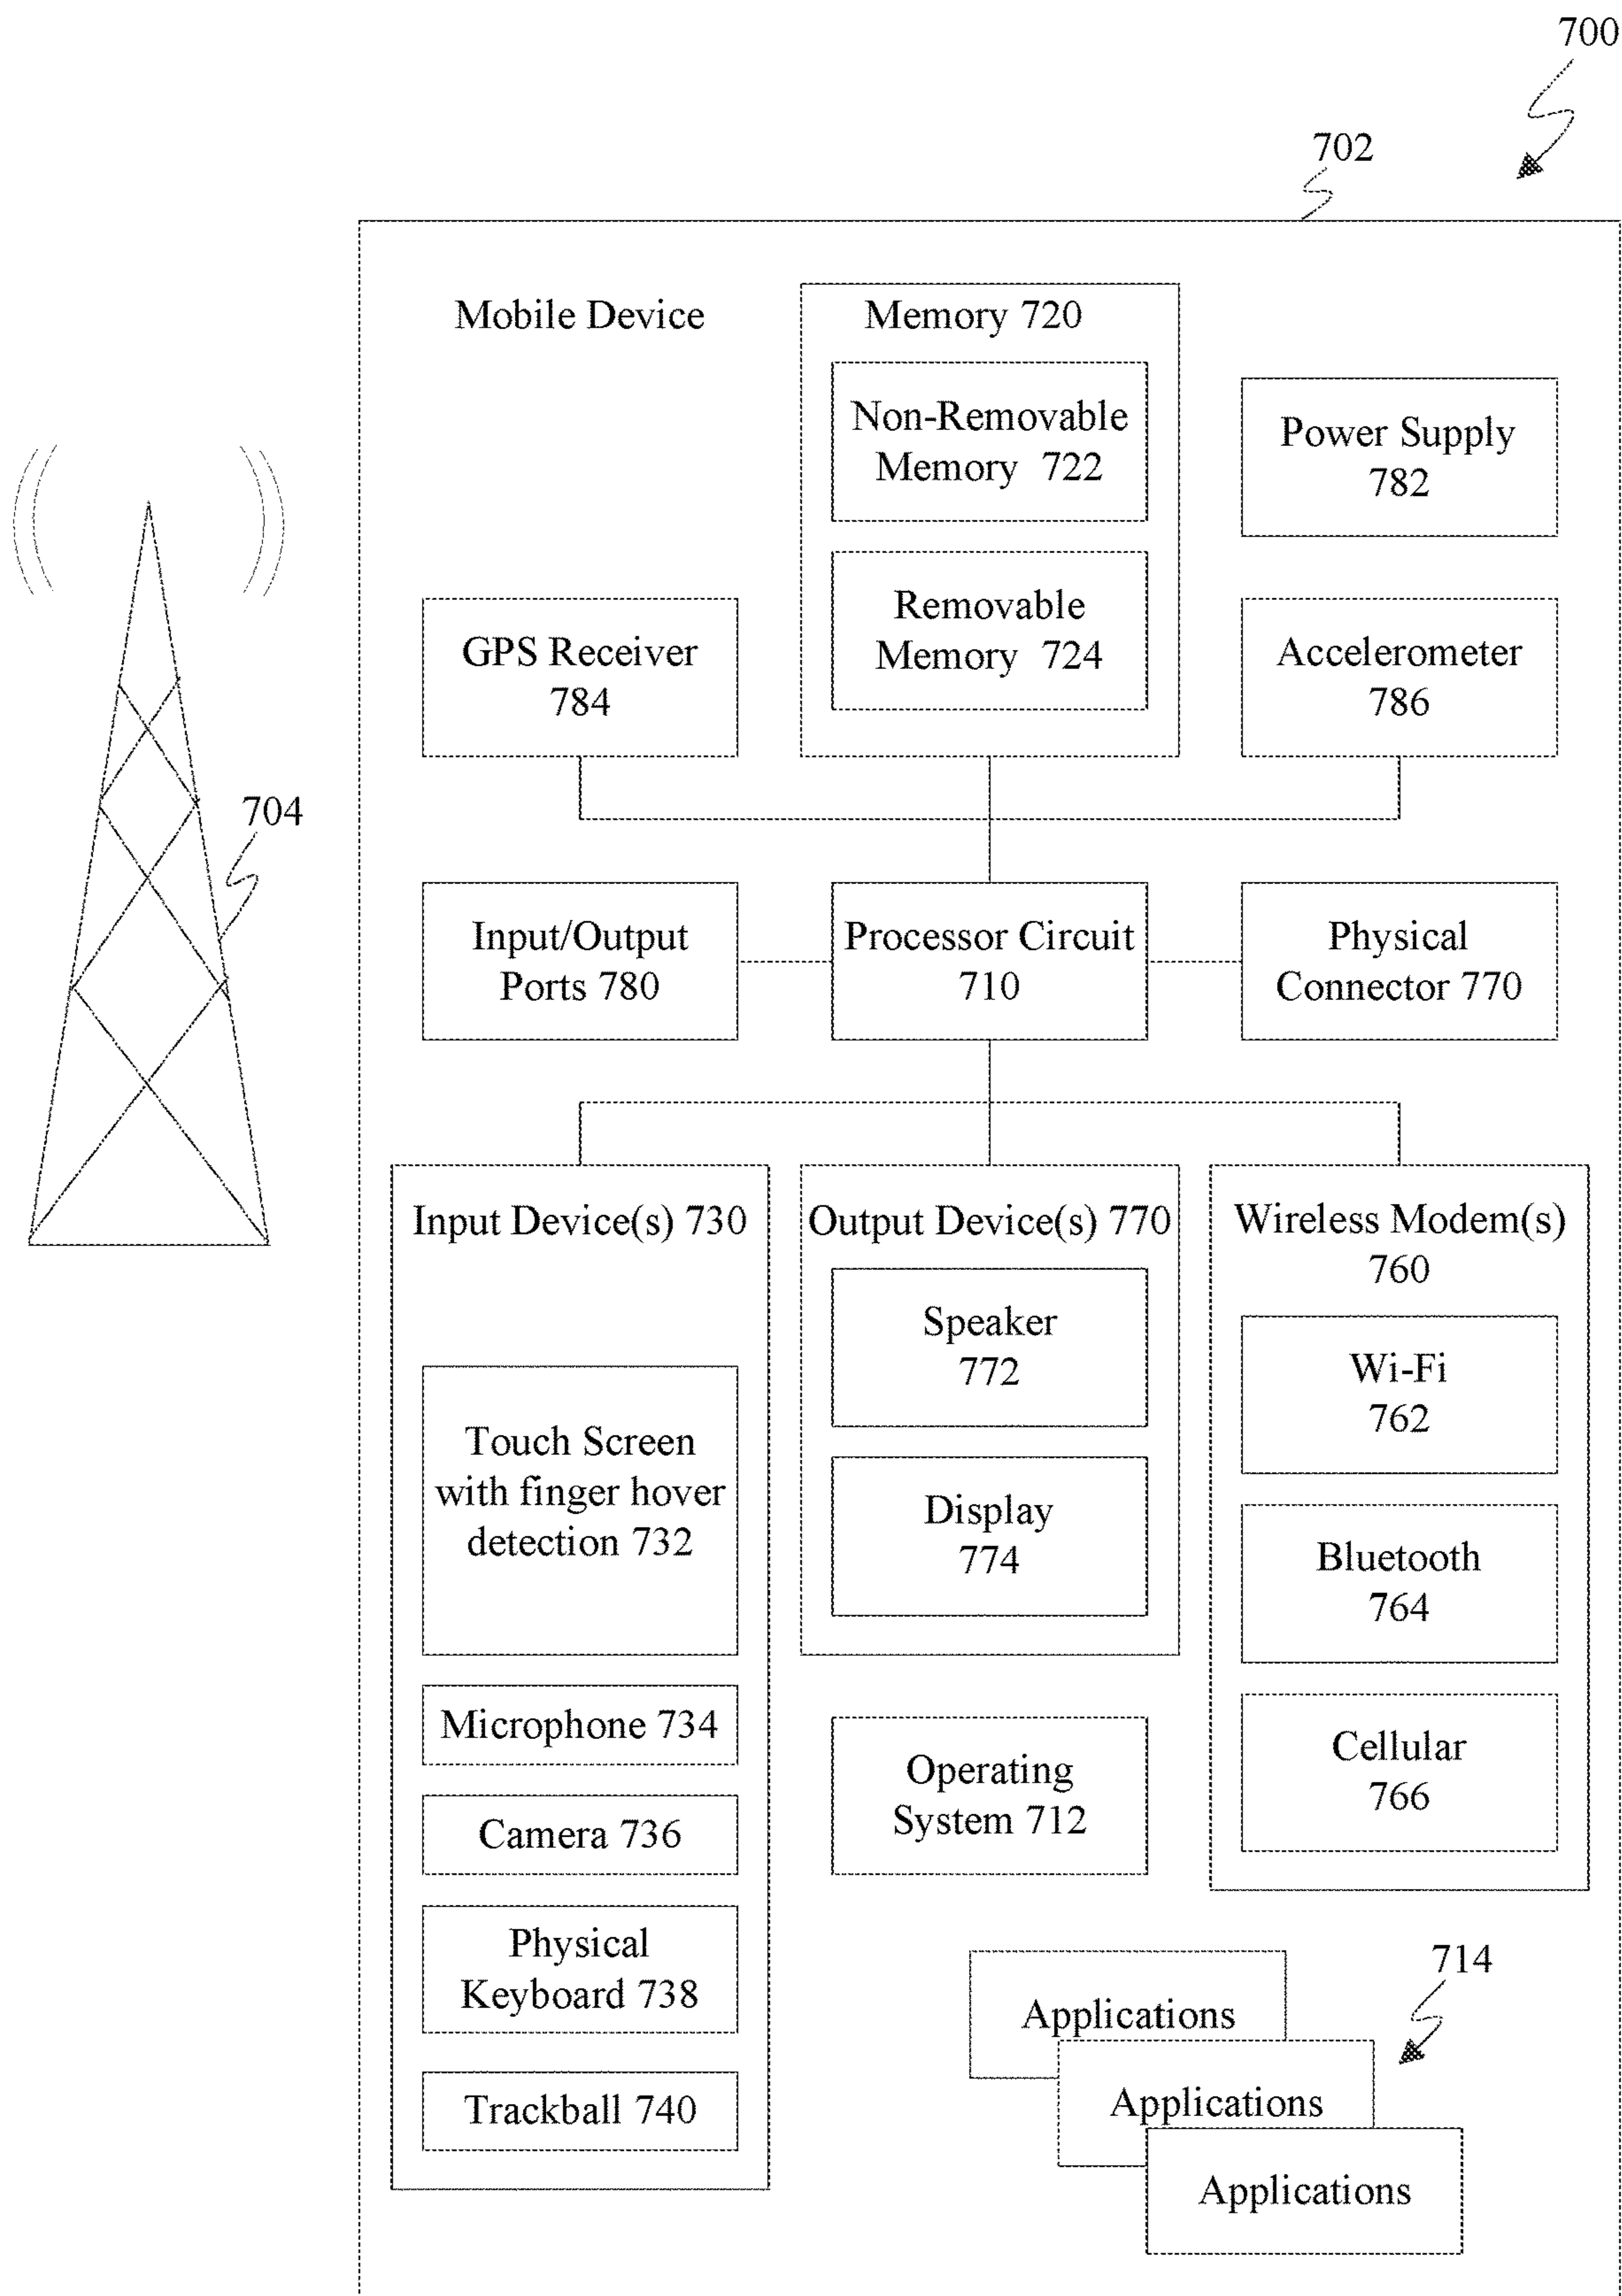 700
702
Mobile Device
Memory 720
Non-Removable
Memory 722
Power Supply
782
Removable
Memory 724
GPS Receiver
784
Accelerometer
786
704
Input/Output
Ports 780
Processor Circuit
710
Physical
Connector 770
Input Device(s) 730
Output Device(s) 770
Wireless Modem(s)
760
Speaker
772
Wi-Fi
762
Touch Screen
with finger hover
detection 732
Display
774
Bluetooth
764
Microphone 734
Operating
System 712
Cellular
766
Camera 736
Physical
Keyboard 738
714
Applications
Applications
Trackball 740
Applications